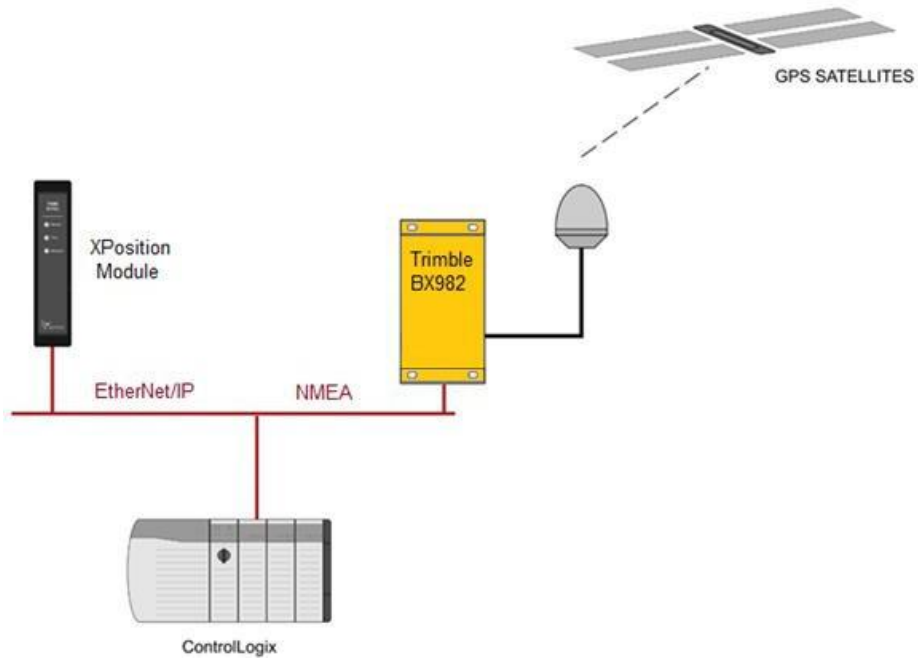 GPS SATELLITES
XPosition
Module
Trimble
BX982
EtherNet/IP
NMEA
ControlLogix